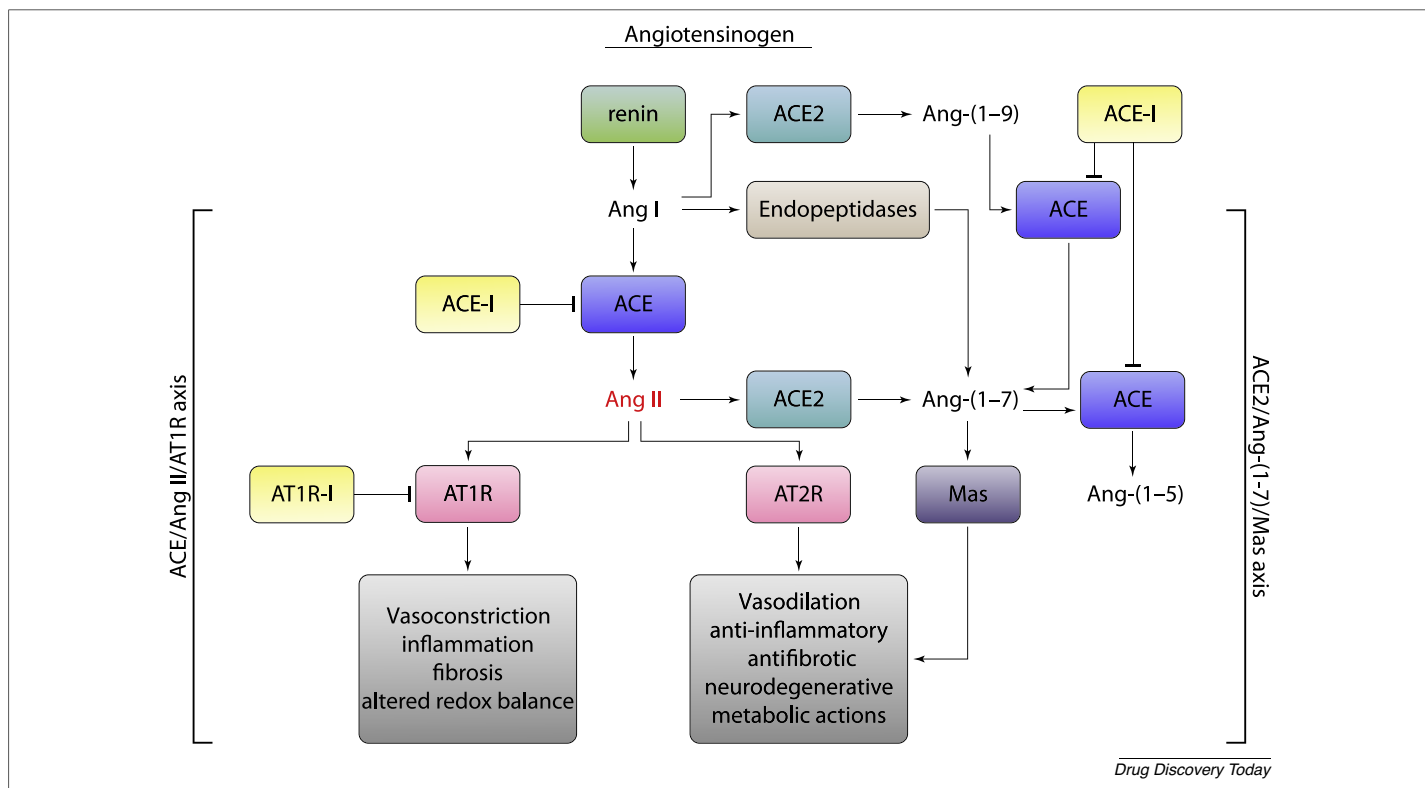 Angiotensinogen
renin
ACE2
Ang-(1–9)
ACE-I
Ang I
Endopeptidases
ACE
ACE-I
ACE
Ang II
ACE2
Ang-(1–7)
ACE
AT1R-I
AT1R
AT2R
Mas
Ang-(1–5)
Vasoconstriction
inflammation
fibrosis
altered redox balance
Vasodilation
anti-inflammatory
antifibrotic
neurodegenerative
metabolic actions
ACE/Ang II/AT1R axis
ACE2/Ang-(1-7)/Mas axis
Drug Discovery Today